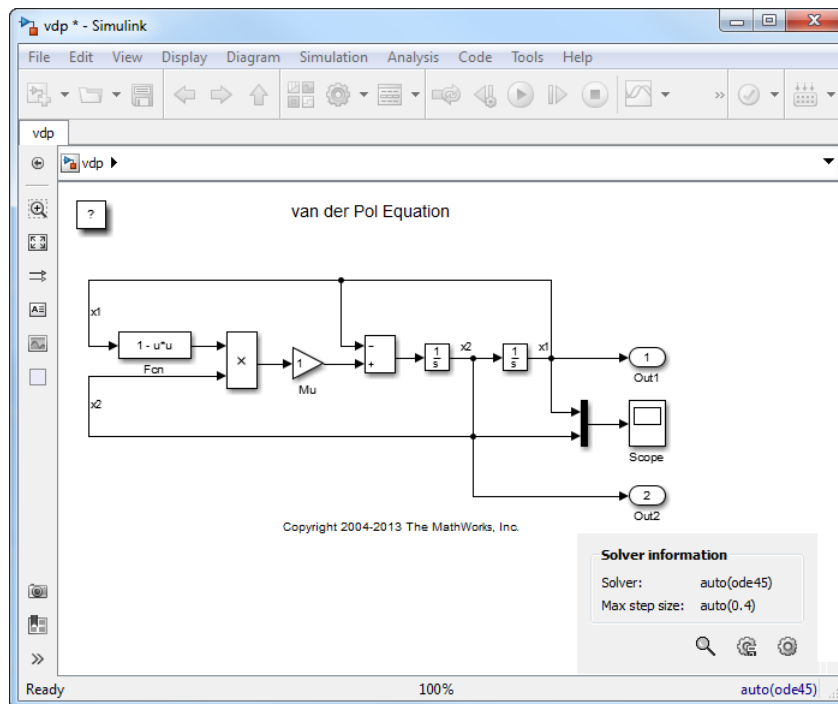 vdp * - Simulink
File Edit View Display Diagram Simulation Analysis Code Tools Help
vdp
vdp
?
van der Pol Equation
x1
1 - u*u
Fcn
×
1
Mu
−
+
1
s
x2
1
s
x1
1
Out1
x2
Scope
2
Out2
Copyright 2004-2013 The MathWorks, Inc.
Solver information
Solver: auto(ode45)
Max step size: auto(0.4)
Ready 100% auto(ode45)